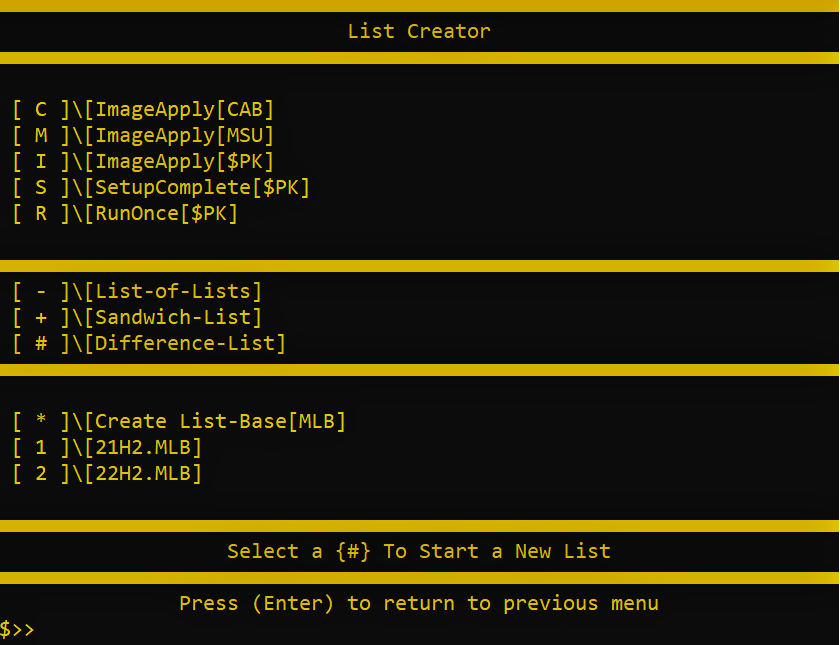 List Creator
[ C ]\[ImageApply[CAB]
[ M ]\[ImageApply[MSU]
[ I ]\[ImageApply[$PK]
[ S ]\[SetupComplete[$PK]
[ R ]\[RunOnce[$PK]
[ - ]\[List-of-Lists]
[ + ]\[Sandwich-List]
[ # ]\[Difference-List]
[ * ]\[Create List-Base[MLB]
[ 1 ]\[21H2.MLB]
[ 2 ]\[22H2.MLB]
Select a {#} To Start a New List
Press (Enter) to return to previous menu
$>>